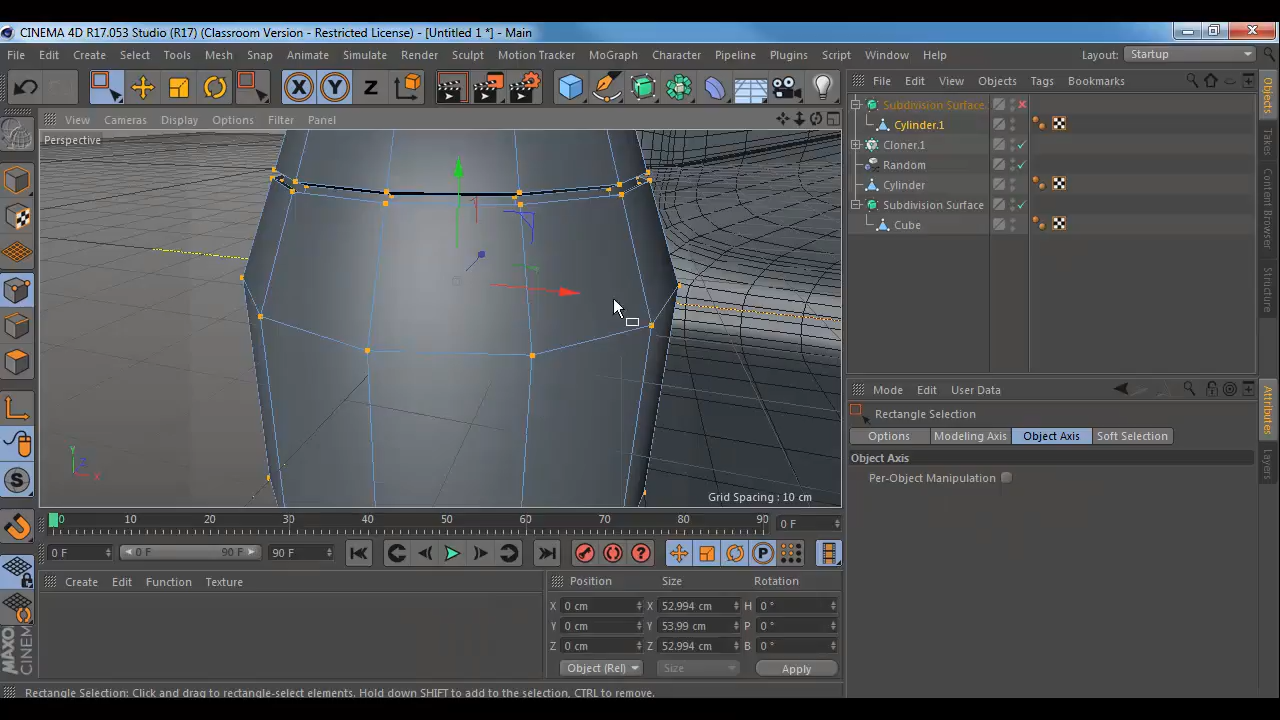 CINEMA 4D R17.053 Studio (R17) (Classroom Version - Restricted License) - [Untitled 1 *] - Main
File Edit Create Select Tools Mesh Snap Animate Simulate Render Sculpt Motion Tracker MoGraph Character Pipeline Plugins Script Window Help Layout: Startup
X Y Z
File Edit View Objects Tags Bookmarks
View Cameras Display Options Filter Panel
Perspective
Subdivision Surface
Cylinder.1
Cloner.1
Random
Cylinder
Subdivision Surface
Cube
Objects
Takes
Content Browser
Structure
Mode Edit User Data
Rectangle Selection
Options Modeling Axis Object Axis Soft Selection
Object Axis
Per-Object Manipulation
Attributes
Layers
Y Z X
Grid Spacing : 10 cm
S
0 10 20 30 40 50 60 70 80 90 0 F
0 F 0 F 90 F 90 F
P
Create Edit Function Texture
Position Size Rotation
X 0 cm X 52.994 cm H 0 °
Y 0 cm Y 53.99 cm P 0 °
Z 0 cm Z 52.994 cm B 0 °
Object (Rel) Size Apply
Rectangle Selection: Click and drag to rectangle-select elements. Hold down SHIFT to add to the selection, CTRL to remove.